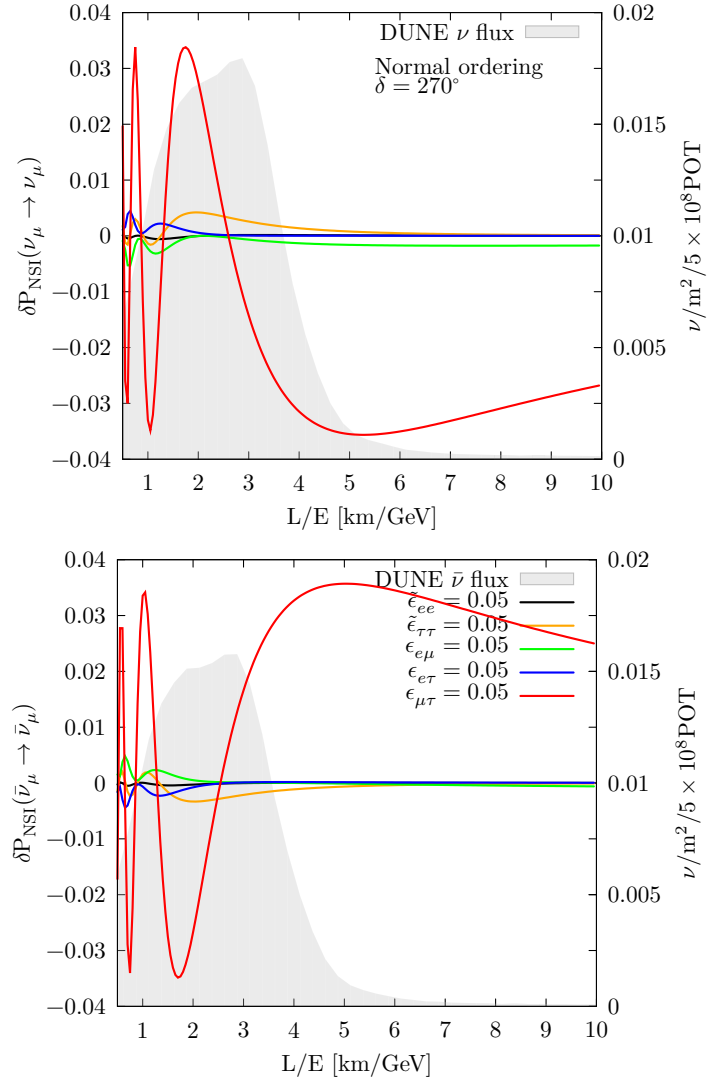 DUNE ν flux
Normal ordering
δ = 270°
0.04
0.03
0.02
0.01
0
−0.01
−0.02
−0.03
−0.04
δP_NSI(ν_μ → ν_μ)
0.02
0.015
0.01
0.005
0
ν/m²/5 × 10⁸POT
1 2 3 4 5 6 7 8 9 10
L/E [km/GeV]
DUNE ν̄ flux
ϵ̃_ee = 0.05
ϵ̃_ττ = 0.05
ϵ_eμ = 0.05
ϵ_eτ = 0.05
ϵ_μτ = 0.05
0.04
0.03
0.02
0.01
0
−0.01
−0.02
−0.03
−0.04
δP_NSI(ν̄_μ → ν̄_μ)
0.02
0.015
0.01
0.005
0
ν/m²/5 × 10⁸POT
1 2 3 4 5 6 7 8 9 10
L/E [km/GeV]